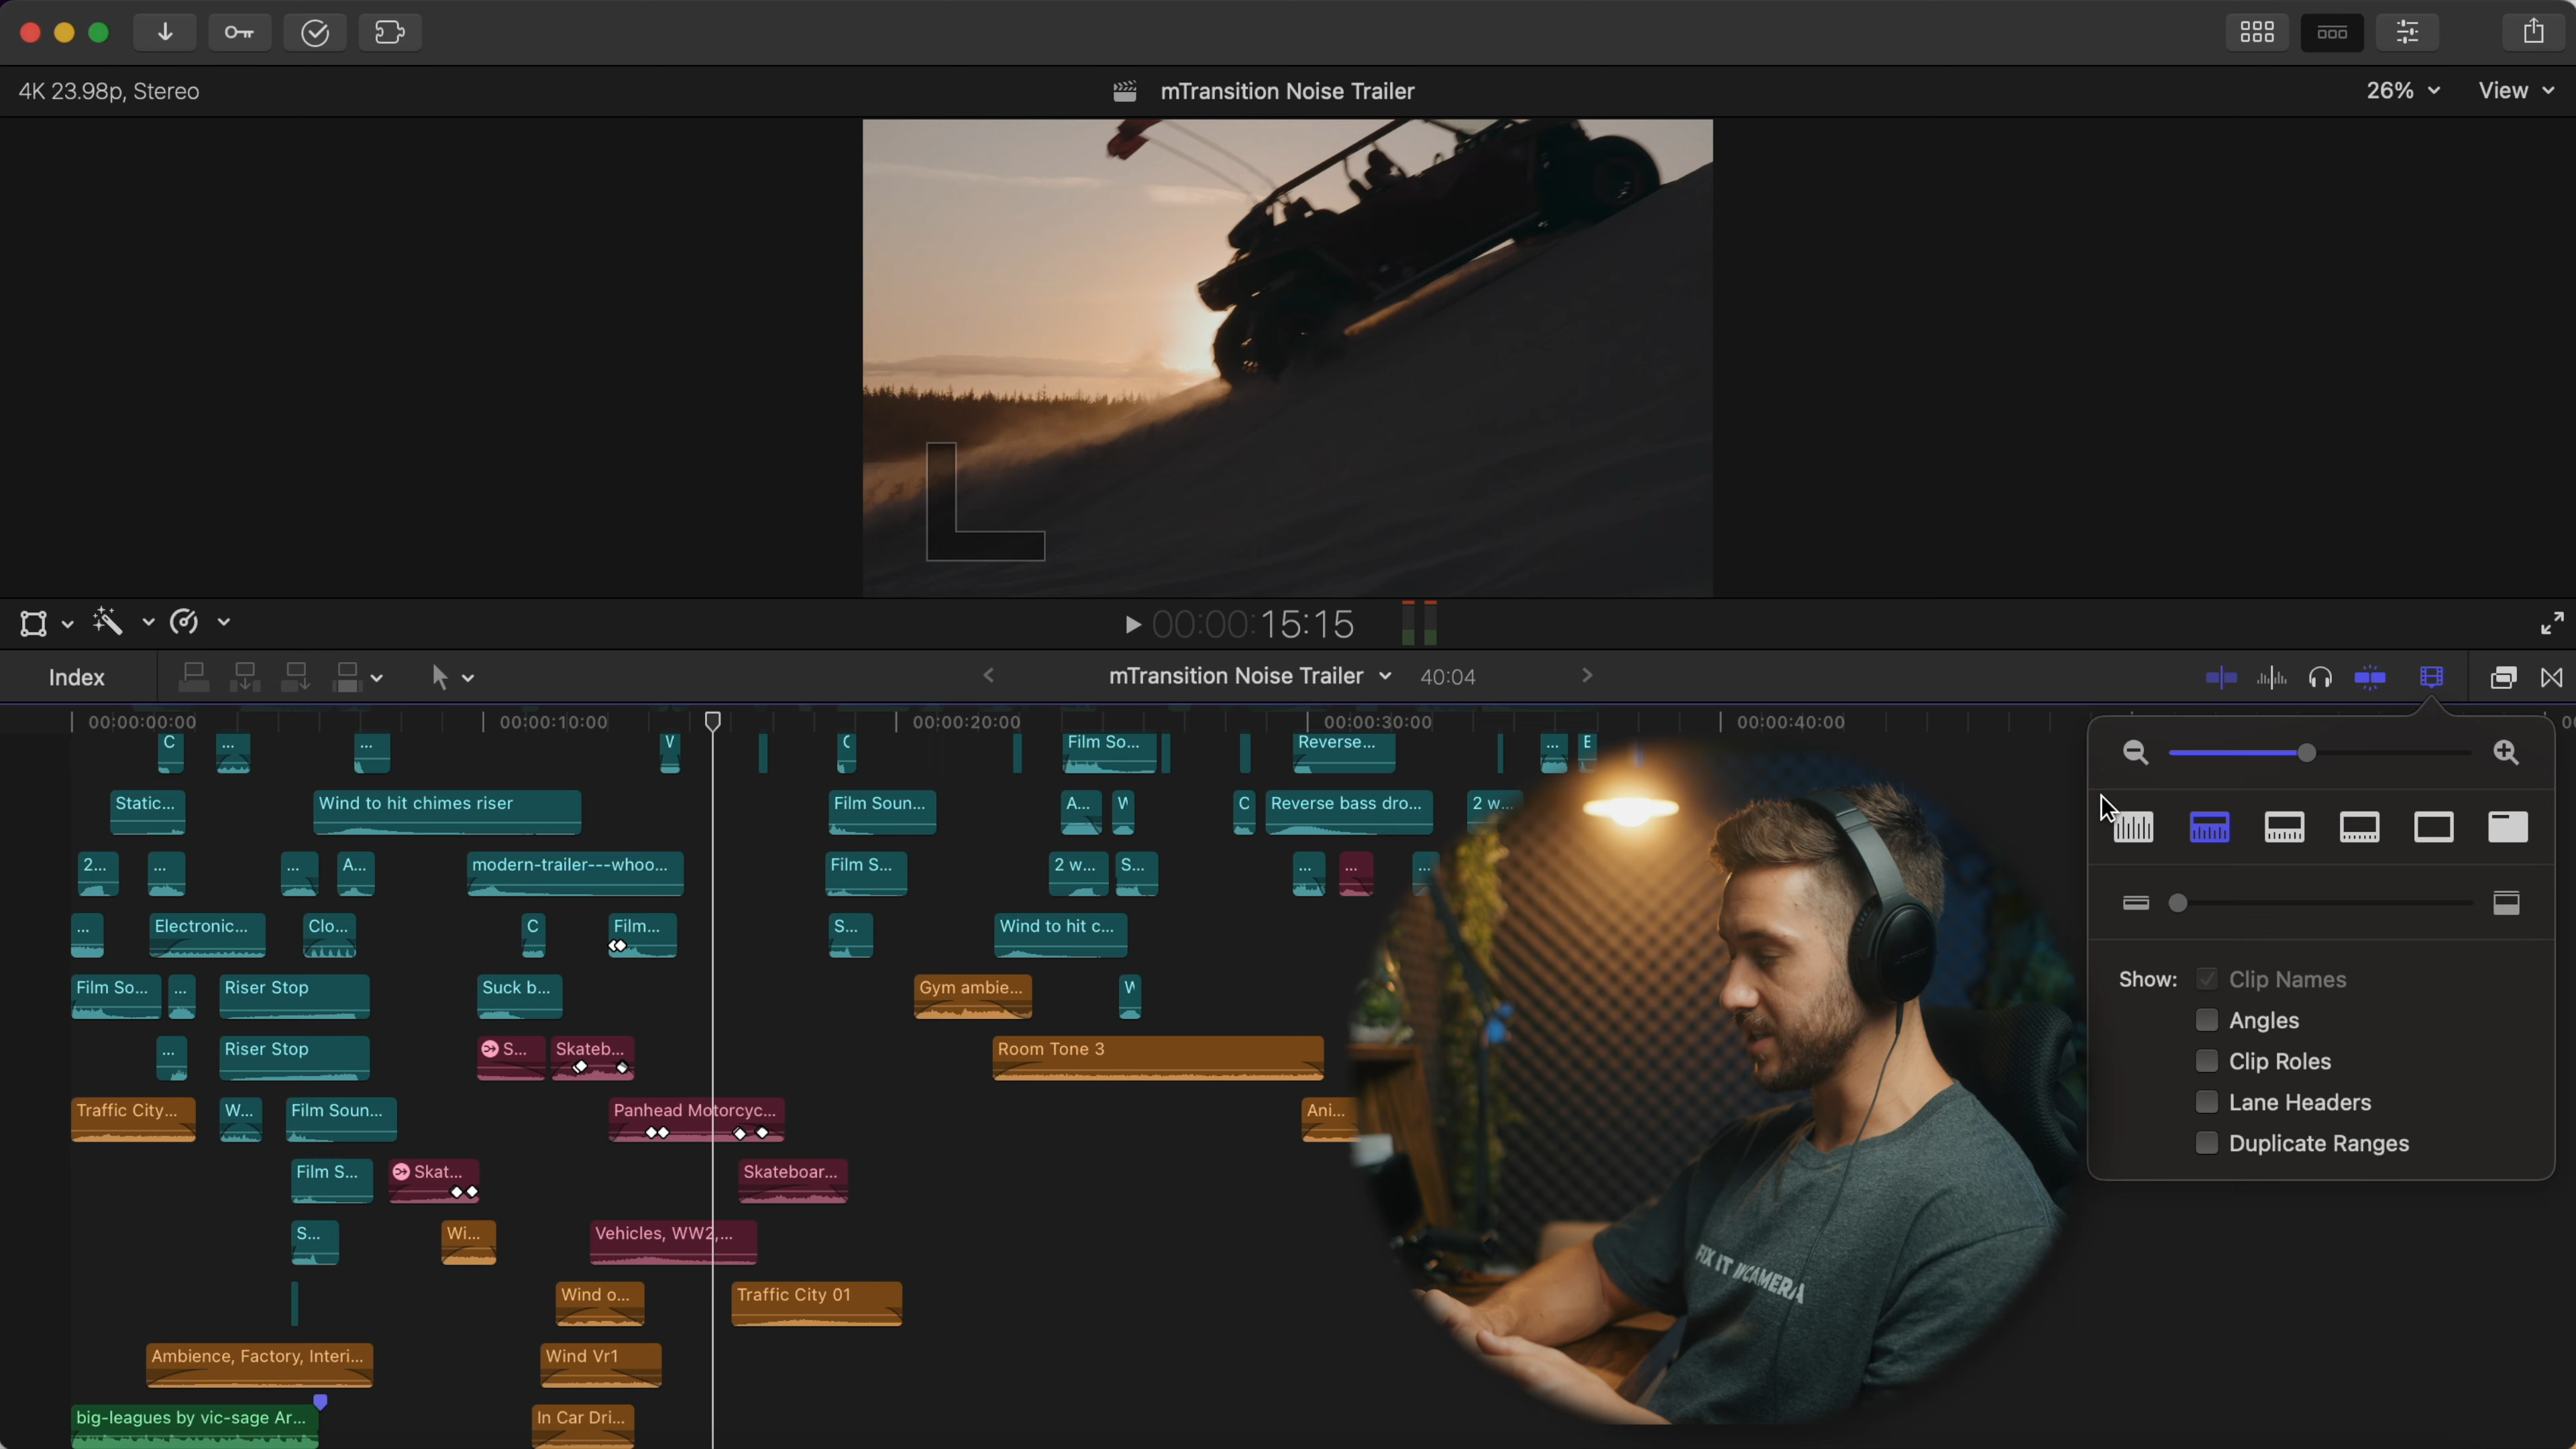 4K 23.98p, Stereo
mTransition Noise Trailer
26%
View
00:00:15:15
Index
mTransition Noise Trailer
40:04
00:00:00:00
00:00:10:00
00:00:20:00
00:00:30:00
00:00:40:00
C
...
...
V
C
Film So...
Reverse...
...
E
Static...
Wind to hit chimes riser
Film Soun...
A...
C
Reverse bass dro...
2 w...
2...
...
...
A...
modern-trailer---whoo...
Film S...
2 w...
S...
...
...
...
...
Electronic...
Clo...
C
Film...
S...
Wind to hit c...
Film So...
...
Riser Stop
Suck b...
Gym ambie...
...
Riser Stop
S...
Skateb...
Room Tone 3
Traffic City...
W...
Film Soun...
Panhead Motorcyc...
Ani...
Film S...
Skat...
Skateboar...
S...
Wi...
Vehicles, WW2,...
Wind o...
Traffic City 01
Ambience, Factory, Interi...
Wind Vr1
big-leagues by vic-sage Ar...
In Car Dri...
Show:
Clip Names
Angles
Clip Roles
Lane Headers
Duplicate Ranges
FIX IT INCAMERA